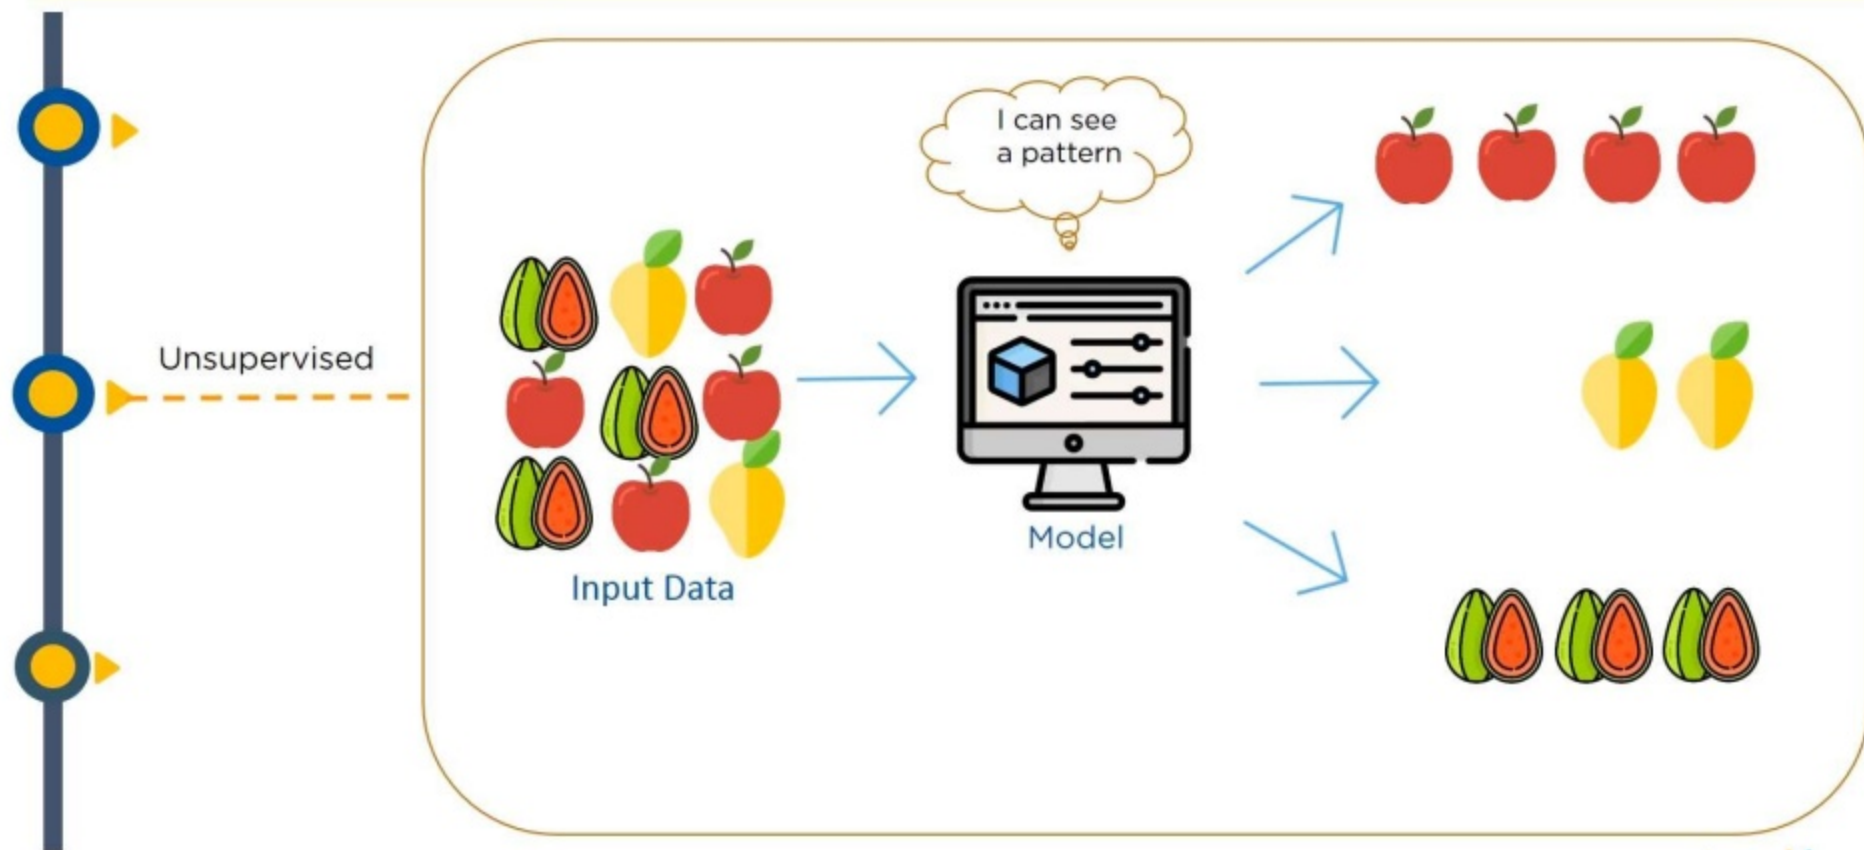 I can see
a pattern
Unsupervised
Model
Input Data